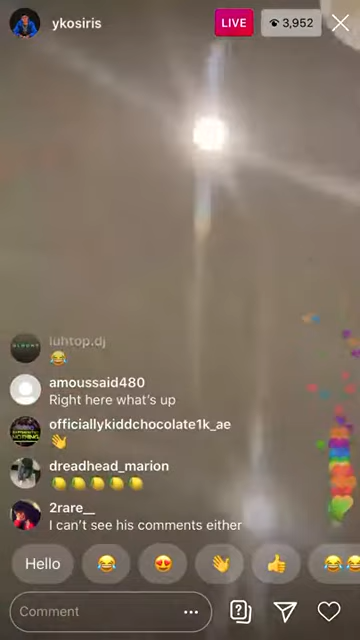 ykosiris
LIVE
3,952
luhtop.dj
😂
amoussaid480
Right here what's up
officiallykiddchocolate1k_ae
👋
dreadhead_marion
🍋🍋🍋🍋🍋
2rare__
I can't see his comments either
Hello 😂 😍 👋 👍 😂😂
Comment